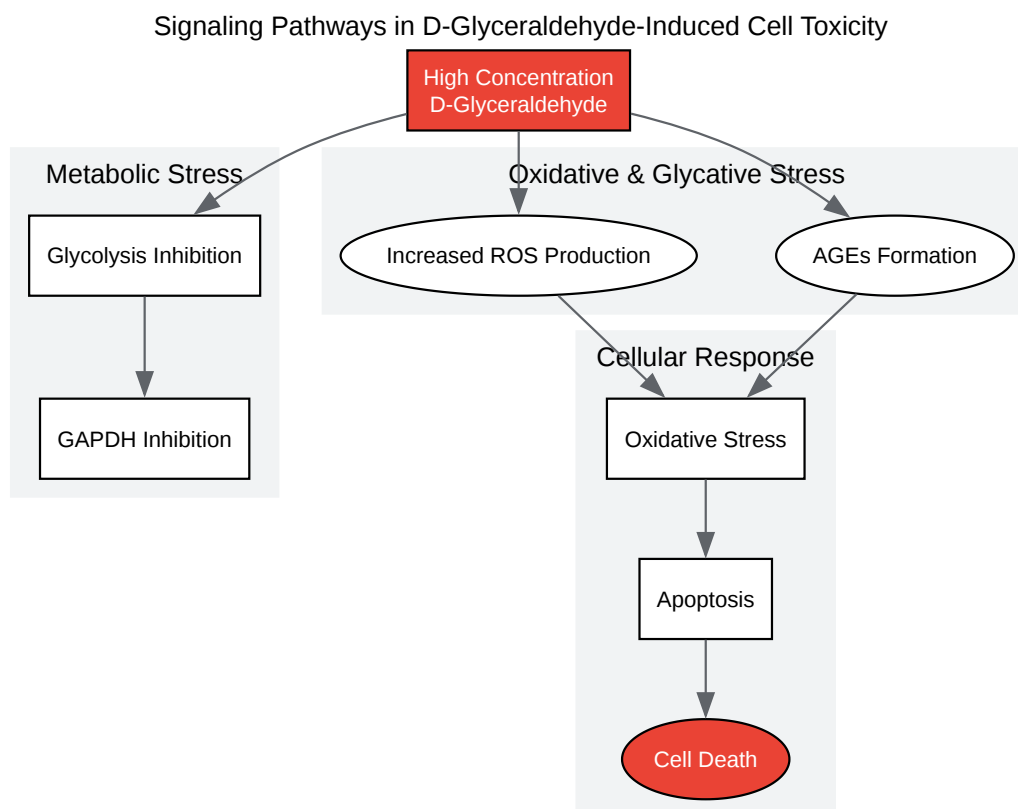 Signaling Pathways in D-Glyceraldehyde-Induced Cell Toxicity
High Concentration
D-Glyceraldehyde
Metabolic Stress
Oxidative & Glycative Stress
Glycolysis Inhibition
Increased ROS Production
AGEs Formation
Cellular Response
GAPDH Inhibition
Oxidative Stress
Apoptosis
Cell Death